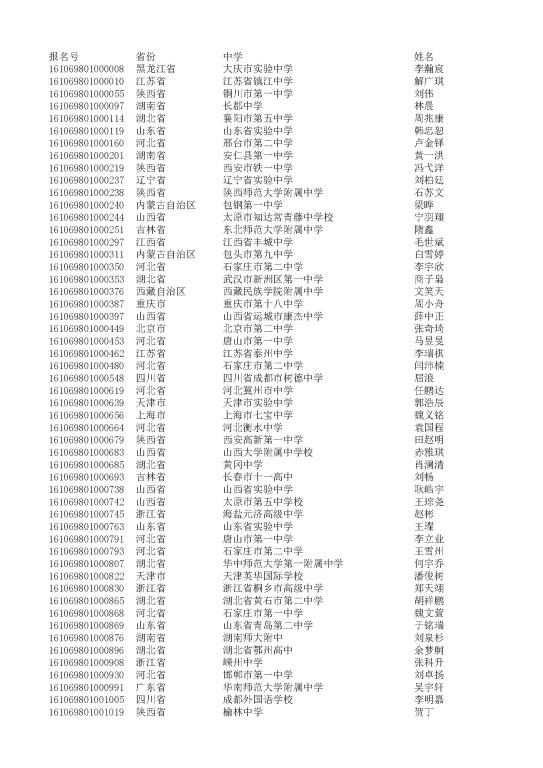 报名号 省份 中学 姓名
161069801000008 黑龙江省 大庆市实验中学 李瀚宸
161069801000010 江苏省 江苏省镇江中学 解广琪
161069801000055 陕西省 铜川市第一中学 刘伟
161069801000097 湖南省 长郡中学 林晨
161069801000114 湖北省 襄阳市第五中学 周兆康
161069801000119 山东省 山东省实验中学 韩忠恕
161069801000160 河北省 邢台市第二中学 卢金铎
161069801000201 湖南省 安仁县第一中学 黄一洪
161069801000219 陕西省 西安市铁一中学 冯弋洋
161069801000237 辽宁省 辽宁省实验中学 刘柏廷
161069801000238 陕西省 陕西师范大学附属中学 石苏文
161069801000240 内蒙古自治区 包钢第一中学 梁晔
161069801000244 山西省 太原市知达常青藤中学校 宁羽翔
161069801000251 吉林省 东北师范大学附属中学 隋鑫
161069801000297 江西省 江西省丰城中学 毛世斌
161069801000311 内蒙古自治区 包头市第九中学 白雪婷
161069801000350 河北省 石家庄市第二中学 李宇欣
161069801000353 湖北省 武汉市新洲区第一中学 商子枭
161069801000376 西藏自治区 西藏民族学院附属中学 文笑天
161069801000387 重庆市 重庆市第十八中学 周小舟
161069801000397 山西省 山西省运城市康杰中学 薛中正
161069801000449 北京市 北京市第二中学 张奇琦
161069801000453 河北省 唐山市第一中学 马昱旻
161069801000462 江苏省 江苏省泰州中学 李瑞祺
161069801000480 河北省 石家庄市第二中学 闫沛楠
161069801000548 四川省 四川省成都市树德中学 屈浪
161069801000619 河北省 河北冀州市中学 任鹏达
161069801000639 天津市 天津市实验中学 郭浩辰
161069801000656 上海市 上海市七宝中学 魏义铭
161069801000664 河北省 河北衡水中学 袁国程
161069801000679 陕西省 西安高新第一中学 田赵明
161069801000683 山西省 山西大学附属中学校 赤雅琪
161069801000685 湖北省 黄冈中学 肖澜清
161069801000693 吉林省 长春市十一高中 刘杨
161069801000738 山西省 山西省实验中学 耿皓宇
161069801000742 山西省 太原市第五中学校 王琮尧
161069801000745 浙江省 海盐元济高级中学 赵彬
161069801000763 山东省 山东省实验中学 王璨
161069801000791 河北省 唐山市第一中学 李立业
161069801000793 河北省 石家庄市第二中学 王雪州
161069801000807 湖北省 华中师范大学第一附属中学 何宇乔
161069801000822 天津市 天津英华国际学校 潘俊树
161069801000830 浙江省 浙江省桐乡市高级中学 郑天翊
161069801000865 湖北省 湖北省黄石市第二中学 胡祥鹏
161069801000868 河北省 石家庄市第一中学 魏文萱
161069801000869 山东省 山东省青岛第二中学 于铭瑞
161069801000876 湖南省 湖南师大附中 刘泉杉
161069801000896 湖北省 湖北省鄂州高中 余梦舸
161069801000908 浙江省 嵊州中学 张科升
161069801000930 河北省 邯郸市第一中学 刘卓扬
161069801000991 广东省 华南师范大学附属中学 吴宇轩
161069801001005 四川省 成都外国语学校 李明嘉
161069801001019 陕西省 榆林中学 贺丁